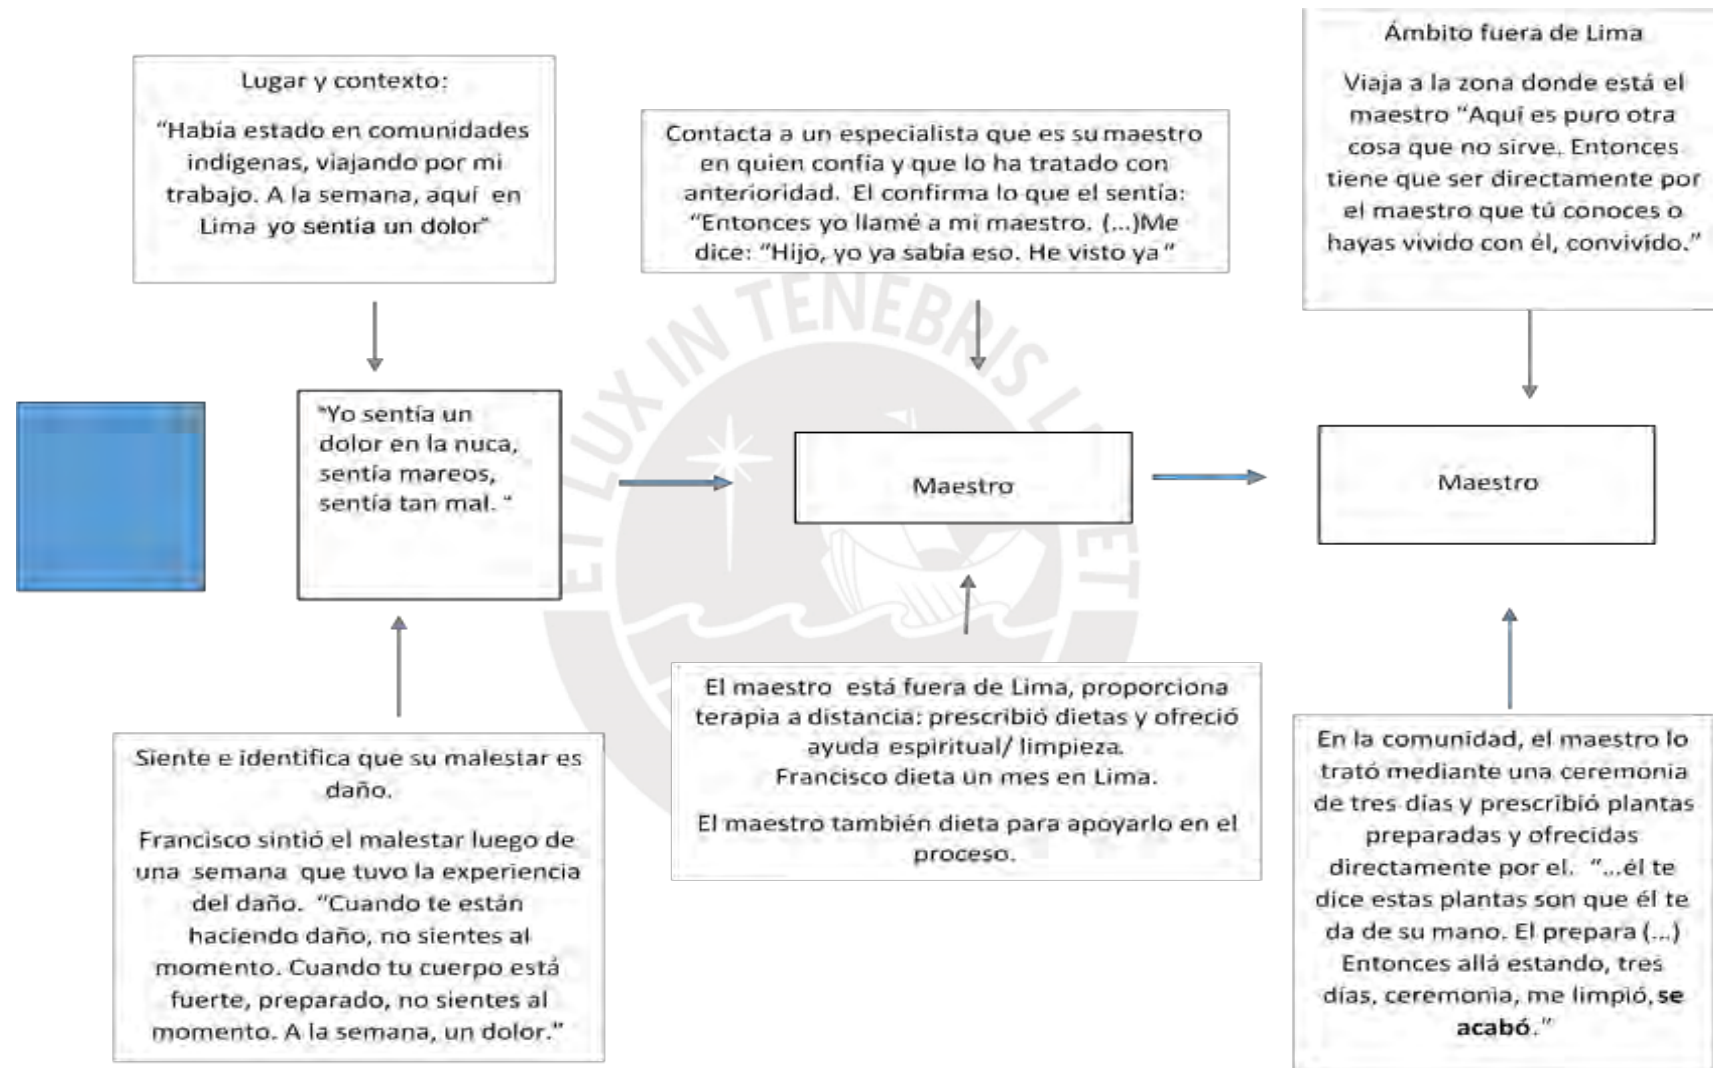 Lugar y contexto:
"Había estado en comunidades
indígenas, viajando por mi
trabajo. A la semana, aquí en
Lima yo sentía un dolor"
Contacta a un especialista que es su maestro
en quien confía y que lo ha tratado con
anterioridad. El confirma lo que el sentía:
"Entonces yo llamé a mi maestro. (...)Me
dice: "Hijo, yo ya sabía eso. He visto ya"
Ámbito fuera de Lima
Viaja a la zona donde está el
maestro "Aquí es puro otra
cosa que no sirve. Entonces
tiene que ser directamente por
el maestro que tú conoces o
hayas vivido con él, convivido."
"Yo sentía un
dolor en la nuca,
sentía mareos,
sentía tan mal. "
Maestro
Maestro
Siente e identifica que su malestar es
daño.
Francisco sintió el malestar luego de
una semana que tuvo la experiencia
del daño. "Cuando te están
haciendo daño, no sientes al
momento. Cuando tu cuerpo está
fuerte, preparado, no sientes al
momento. A la semana, un dolor."
El maestro está fuera de Lima, proporciona
terapia a distancia: prescribió dietas y ofreció
ayuda espiritual/ limpieza.
Francisco dieta un mes en Lima.
El maestro también dieta para apoyarlo en el
proceso.
En la comunidad, el maestro lo
trató mediante una ceremonia
de tres días y prescribió plantas
preparadas y ofrecidas
directamente por el. "...él te
dice estas plantas son que él te
da de su mano. El prepara (...)
Entonces allá estando, tres
días, ceremonia, me limpió, se
acabó."
ET LUX IN TENEBRIS LUCET